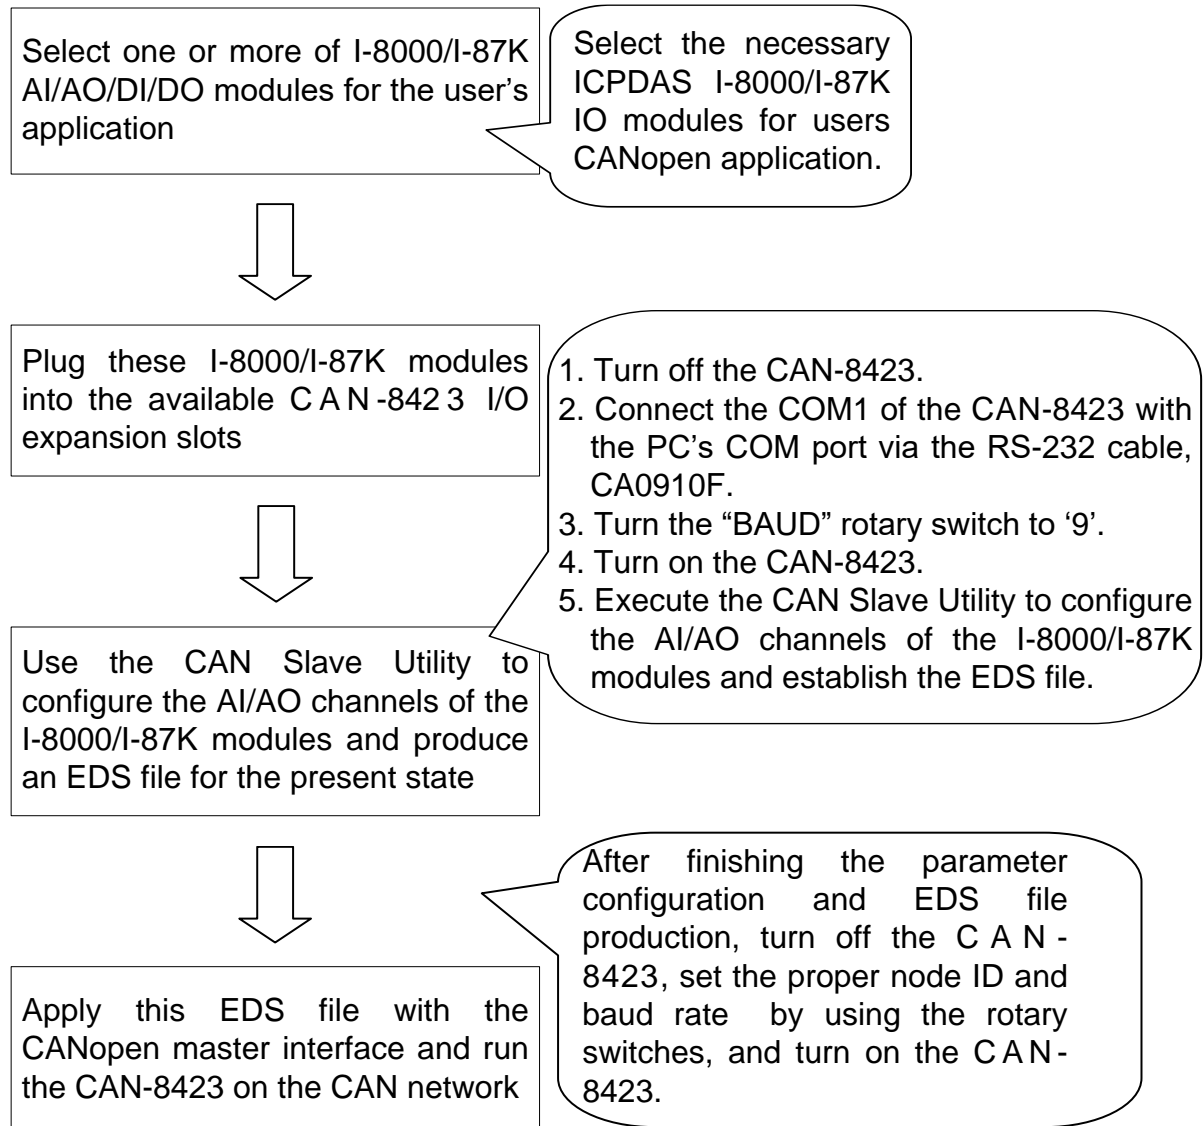 Select one or more of I-8000/I-87K
AI/AO/DI/DO modules for the user's
application
Select the necessary
ICPDAS I-8000/I-87K
IO modules for users
CANopen application.
Plug these I-8000/I-87K modules
into the available CAN-8423 I/O
expansion slots
1. Turn off the CAN-8423.
2. Connect the COM1 of the CAN-8423 with
the PC's COM port via the RS-232 cable,
CA0910F.
3. Turn the “BAUD” rotary switch to ‘9’.
4. Turn on the CAN-8423.
5. Execute the CAN Slave Utility to configure
the AI/AO channels of the I-8000/I-87K
modules and establish the EDS file.
Use the CAN Slave Utility to
configure the AI/AO channels of the
I-8000/I-87K modules and produce
an EDS file for the present state
After finishing the parameter
configuration and EDS file
production, turn off the CAN-
8423, set the proper node ID and
baud rate by using the rotary
switches, and turn on the CAN-
8423.
Apply this EDS file with the
CANopen master interface and run
the CAN-8423 on the CAN network